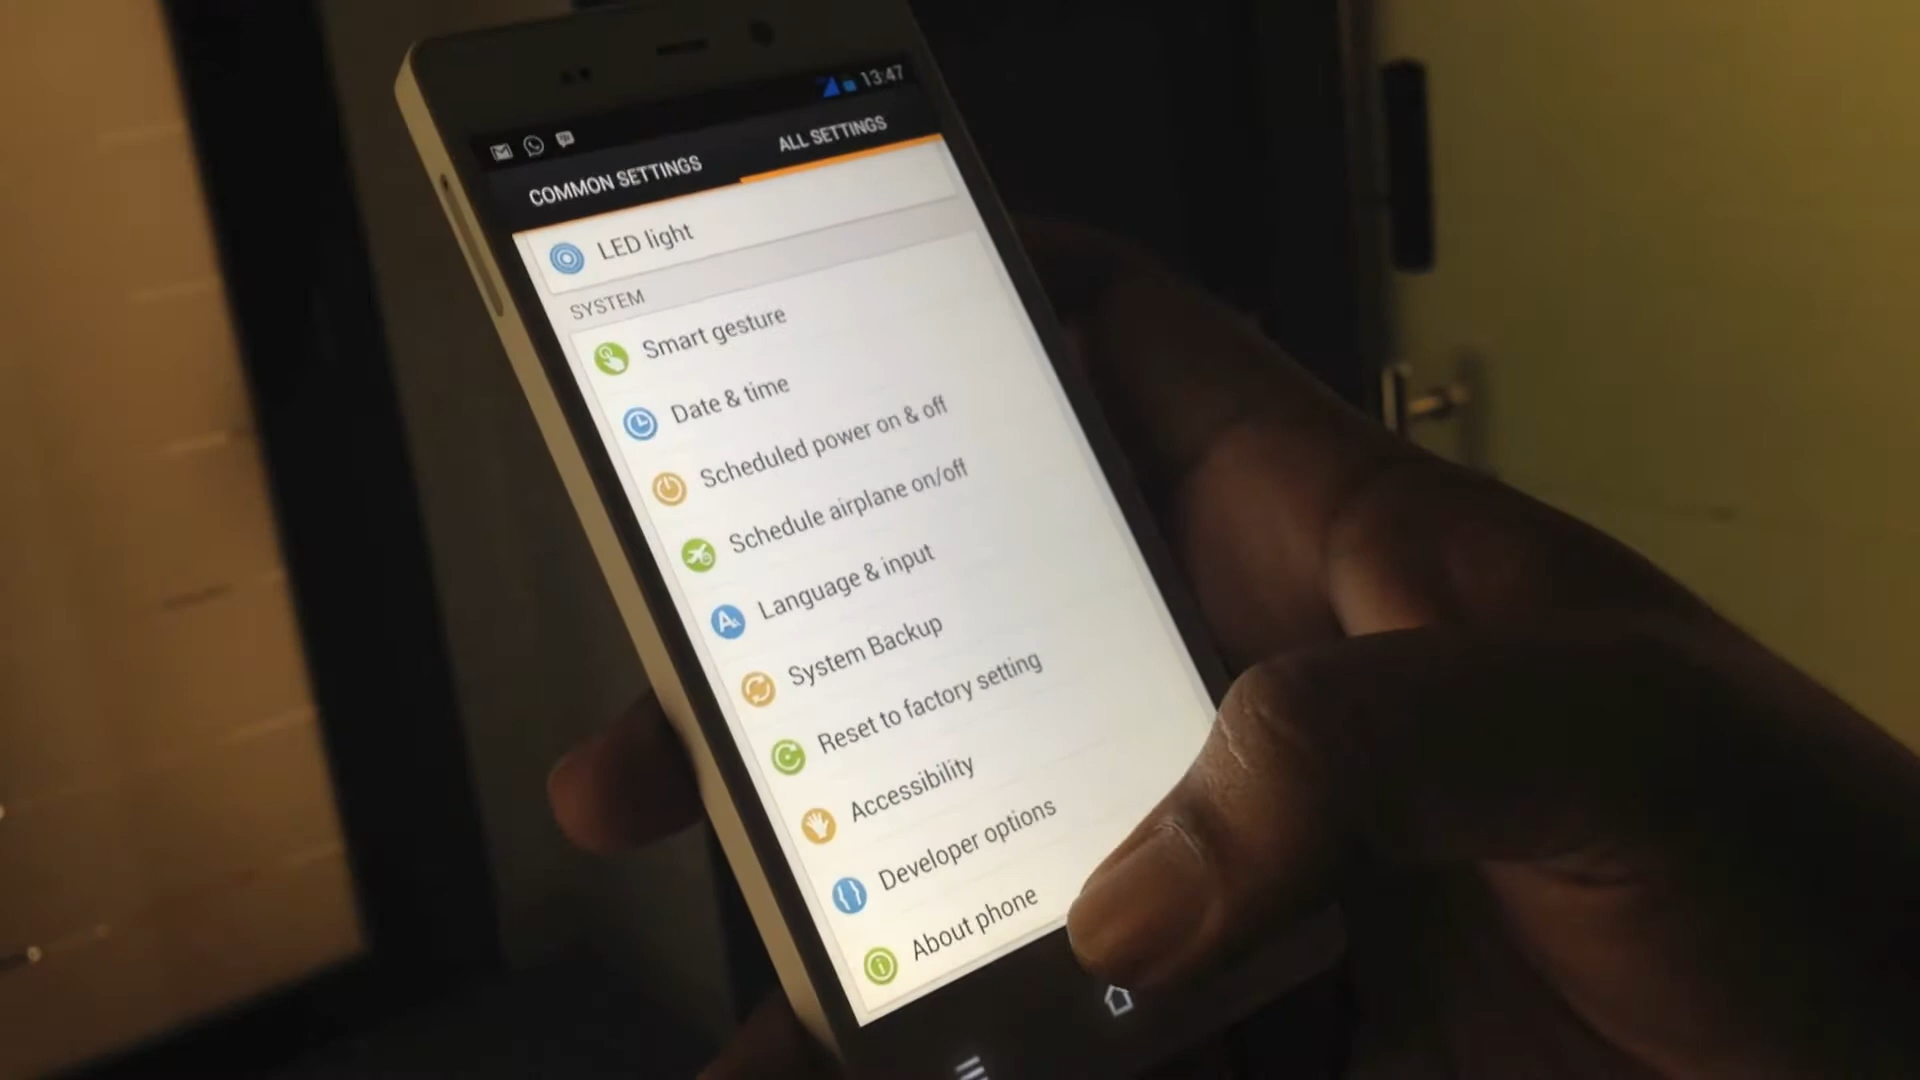 13:47
COMMON SETTINGS
ALL SETTINGS
LED light
SYSTEM
Smart gesture
Date & time
Scheduled power on & off
Schedule airplane on/off
Language & input
System Backup
Reset to factory setting
Accessibility
Developer options
About phone